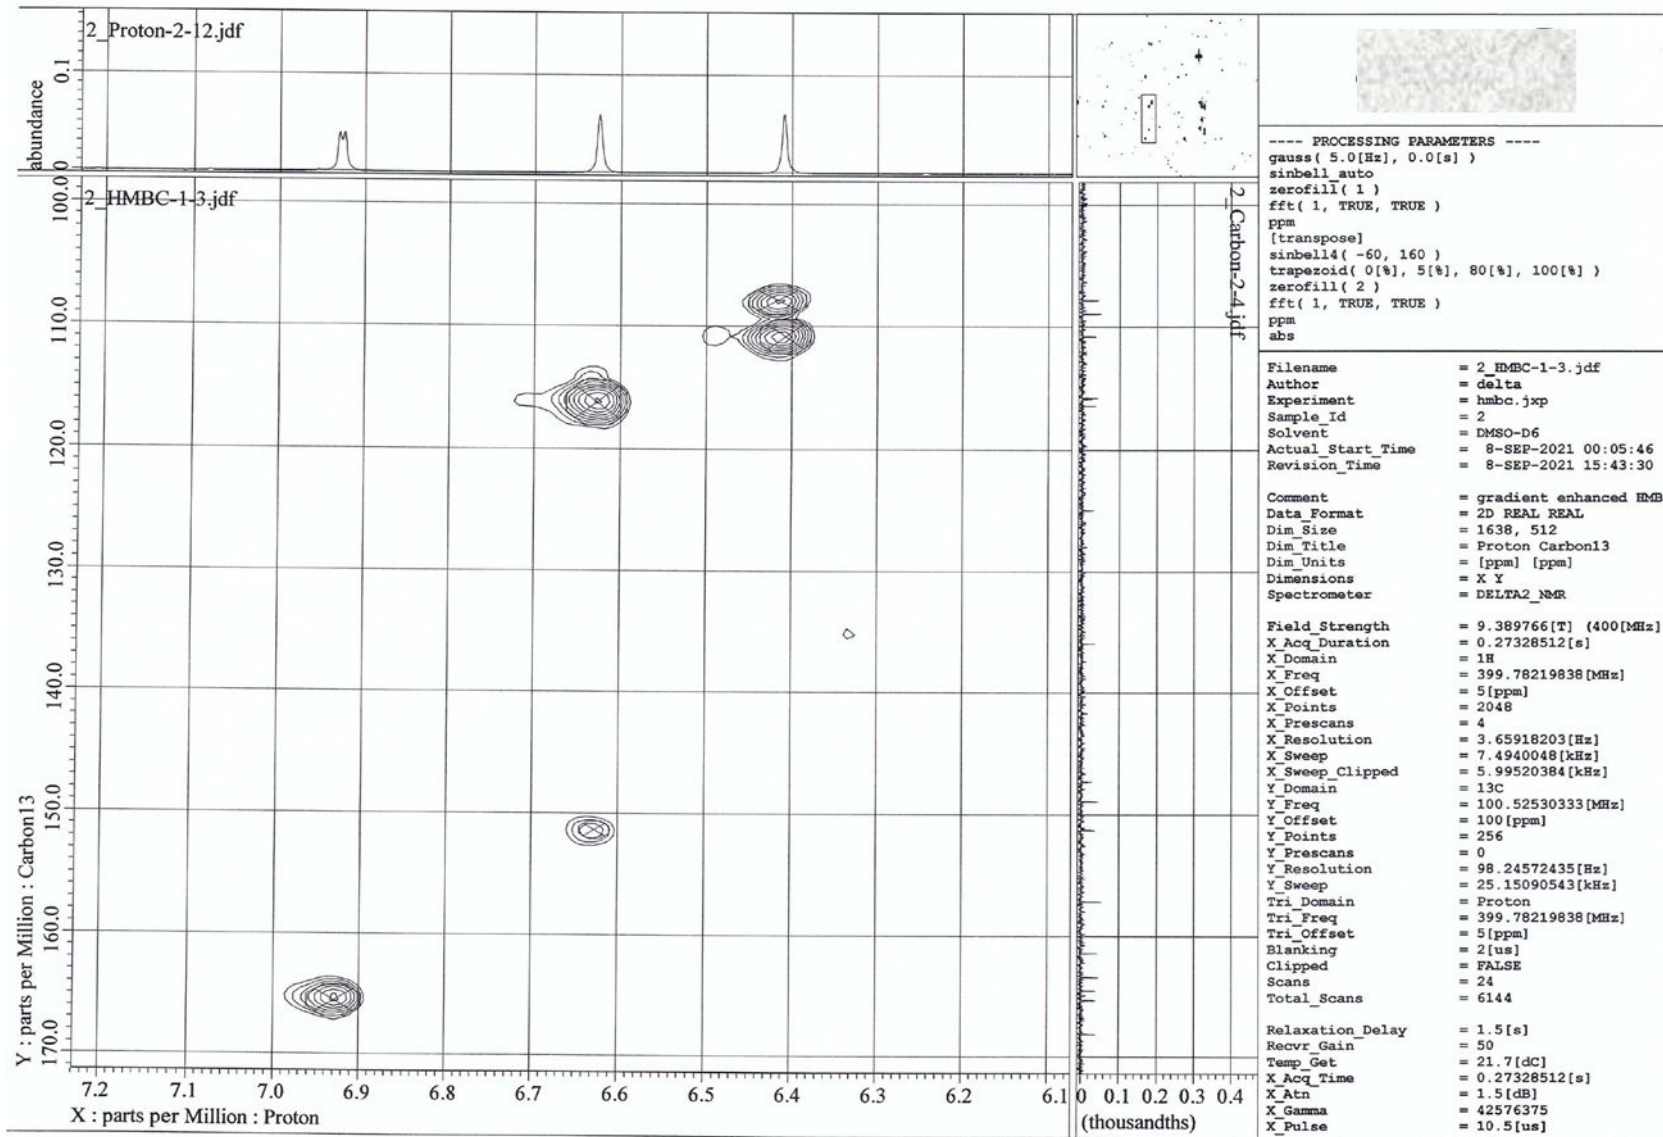 2_Proton-2-12.jdf
abundance
0.1
0
2_HMBC-1-3.jdf
100.0
110.0
120.0
130.0
140.0
150.0
160.0
170.0
Y : parts per Million : Carbon13
7.2 7.1 7.0 6.9 6.8 6.7 6.6 6.5 6.4 6.3 6.2 6.1
X : parts per Million : Proton
2_Carbon-2-4.jdf
0 0.1 0.2 0.3 0.4
(thousandths)
---- PROCESSING PARAMETERS ----
gauss( 5.0[Hz], 0.0[s] )
sinbell_auto
zerofill( 1 )
fft( 1, TRUE, TRUE )
ppm
[transpose]
sinbell4( -60, 160 )
trapezoid( 0[%], 5[%], 80[%], 100[%] )
zerofill( 2 )
fft( 1, TRUE, TRUE )
ppm
abs
Filename = 2_HMBC-1-3.jdf
Author = delta
Experiment = hmbc.jxp
Sample_Id = 2
Solvent = DMSO-D6
Actual_Start_Time = 8-SEP-2021 00:05:46
Revision_Time = 8-SEP-2021 15:43:30
Comment = gradient enhanced HMB
Data_Format = 2D REAL REAL
Dim_Size = 1638, 512
Dim_Title = Proton Carbon13
Dim_Units = [ppm] [ppm]
Dimensions = X Y
Spectrometer = DELTA2_NMR
Field_Strength = 9.389766[T] (400[MHz]
X_Acq_Duration = 0.27328512[s]
X_Domain = 1H
X_Freq = 399.78219838[MHz]
X_Offset = 5[ppm]
X_Points = 2048
X_Prescans = 4
X_Resolution = 3.65918203[Hz]
X_Sweep = 7.4940048[kHz]
X_Sweep_Clipped = 5.99520384[kHz]
Y_Domain = 13C
Y_Freq = 100.52530333[MHz]
Y_Offset = 100[ppm]
Y_Points = 256
Y_Prescans = 0
Y_Resolution = 98.24572435[Hz]
Y_Sweep = 25.15090543[kHz]
Tri_Domain = Proton
Tri_Freq = 399.78219838[MHz]
Tri_Offset = 5[ppm]
Blanking = 2[us]
Clipped = FALSE
Scans = 24
Total_Scans = 6144
Relaxation_Delay = 1.5[s]
Recvr_Gain = 50
Temp_Get = 21.7[dC]
X_Acq_Time = 0.27328512[s]
X_Atn = 1.5[dB]
X_Gamma = 42576375
X_Pulse = 10.5[us]